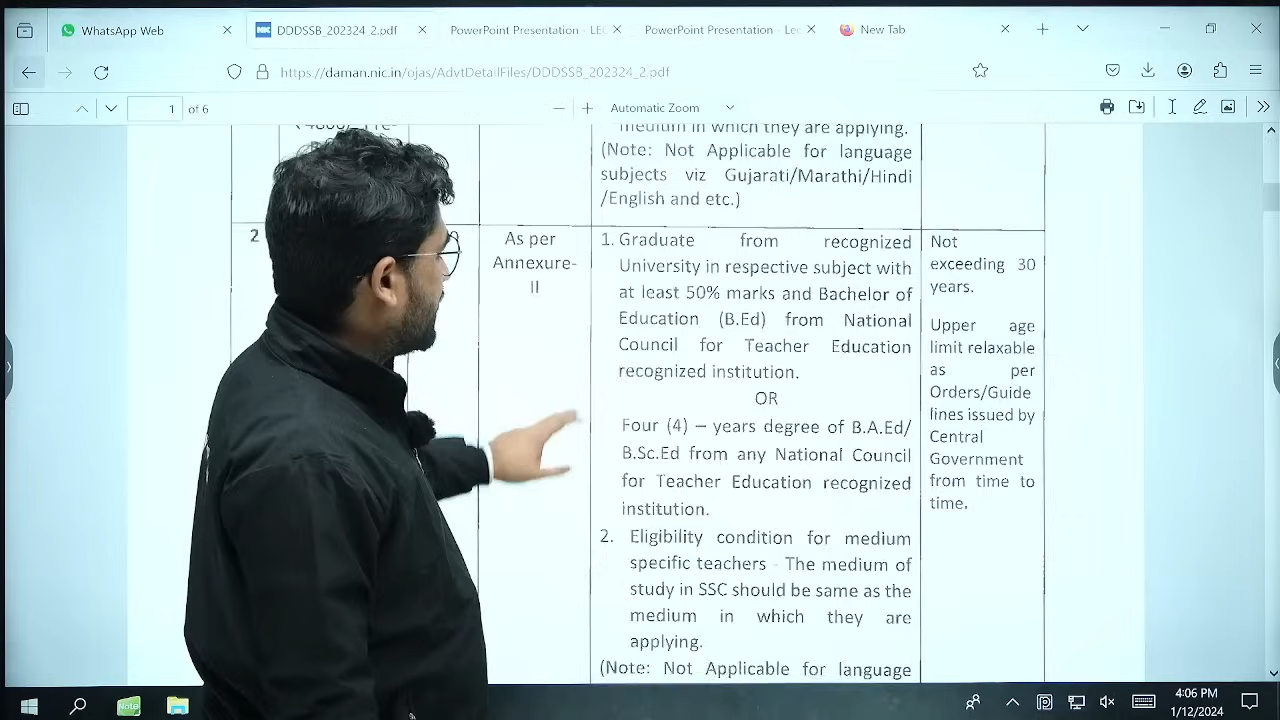 WhatsApp Web
DDDSSB_202324_2.pdf
PowerPoint Presentation - LEC
PowerPoint Presentation - Lec
New Tab
https://daman.nic.in/ojas/AdvtDetailFiles/DDDSSB_202324_2.pdf
1 of 6
Automatic Zoom
medium in which they are applying.
(Note: Not Applicable for language
subjects viz Gujarati/Marathi/Hindi
/English and etc.)
2
As per
Annexure-
II
1. Graduate from recognized
University in respective subject with
at least 50% marks and Bachelor of
Education (B.Ed) from National
Council for Teacher Education
recognized institution.
OR
Four (4) – years degree of B.A.Ed/
B.Sc.Ed from any National Council
for Teacher Education recognized
institution.
2. Eligibility condition for medium
specific teachers - The medium of
study in SSC should be same as the
medium in which they are
applying.
(Note: Not Applicable for language
Not
exceeding 30
years.
Upper age
limit relaxable
as per
Orders/Guide
lines issued by
Central
Government
from time to
time.
Note
4:06 PM
1/12/2024